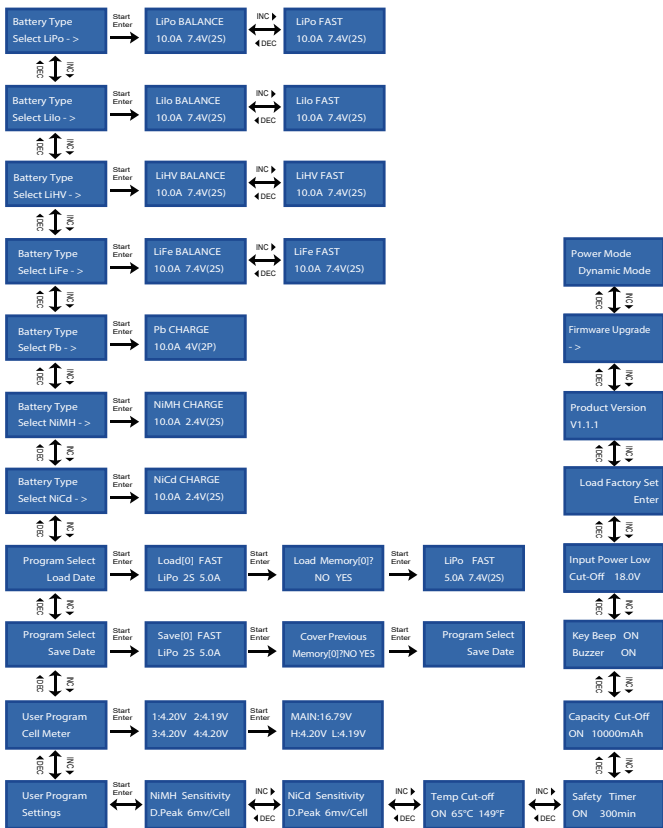 Battery Type
Select LiPo - >
Start
Enter
LiPo BALANCE
10.0A 7.4V(2S)
INC
DEC
LiPo FAST
10.0A 7.4V(2S)
DEC
INC
Battery Type
Select LiIo - >
Start
Enter
LiIo BALANCE
10.0A 7.4V(2S)
INC
DEC
LiIo FAST
10.0A 7.4V(2S)
DEC
INC
Battery Type
Select LiHV - >
Start
Enter
LiHV BALANCE
10.0A 7.4V(2S)
INC
DEC
LiHV FAST
10.0A 7.4V(2S)
DEC
INC
Battery Type
Select LiFe - >
Start
Enter
LiFe BALANCE
10.0A 7.4V(2S)
INC
DEC
LiFe FAST
10.0A 7.4V(2S)
Power Mode
Dynamic Mode
DEC
INC
DEC
INC
Battery Type
Select Pb - >
Start
Enter
Pb CHARGE
10.0A 4V(2P)
Firmware Upgrade
- >
DEC
INC
DEC
INC
Battery Type
Select NiMH - >
Start
Enter
NiMH CHARGE
10.0A 2.4V(2S)
Product Version
V1.1.1
DEC
INC
DEC
INC
Battery Type
Select NiCd - >
Start
Enter
NiCd CHARGE
10.0A 2.4V(2S)
Load Factory Set
Enter
DEC
INC
DEC
INC
Program Select
Load Date
Start
Enter
Load[0] FAST
LiPo 2S 5.0A
Start
Enter
Load Memory[0]?
NO YES
Start
Enter
LiPo FAST
5.0A 7.4V(2S)
Input Power Low
Cut-Off 18.0V
DEC
INC
DEC
INC
Program Select
Save Date
Start
Enter
Save[0] FAST
LiPo 2S 5.0A
Start
Enter
Cover Previous
Memory[0]?NO YES
Start
Enter
Program Select
Save Date
Key Beep ON
Buzzer ON
DEC
INC
DEC
INC
User Program
Cell Meter
Start
Enter
1:4.20V 2:4.19V
3:4.20V 4:4.20V
Start
Enter
MAIN:16.79V
H:4.20V L:4.19V
Capacity Cut-Off
ON 10000mAh
DEC
INC
DEC
INC
User Program
Settings
Start
Enter
NiMH Sensitivity
D.Peak 6mv/Cell
INC
DEC
NiCd Sensitivity
D.Peak 6mv/Cell
INC
DEC
Temp Cut-off
ON 65°C 149°F
INC
DEC
Safety Timer
ON 300min